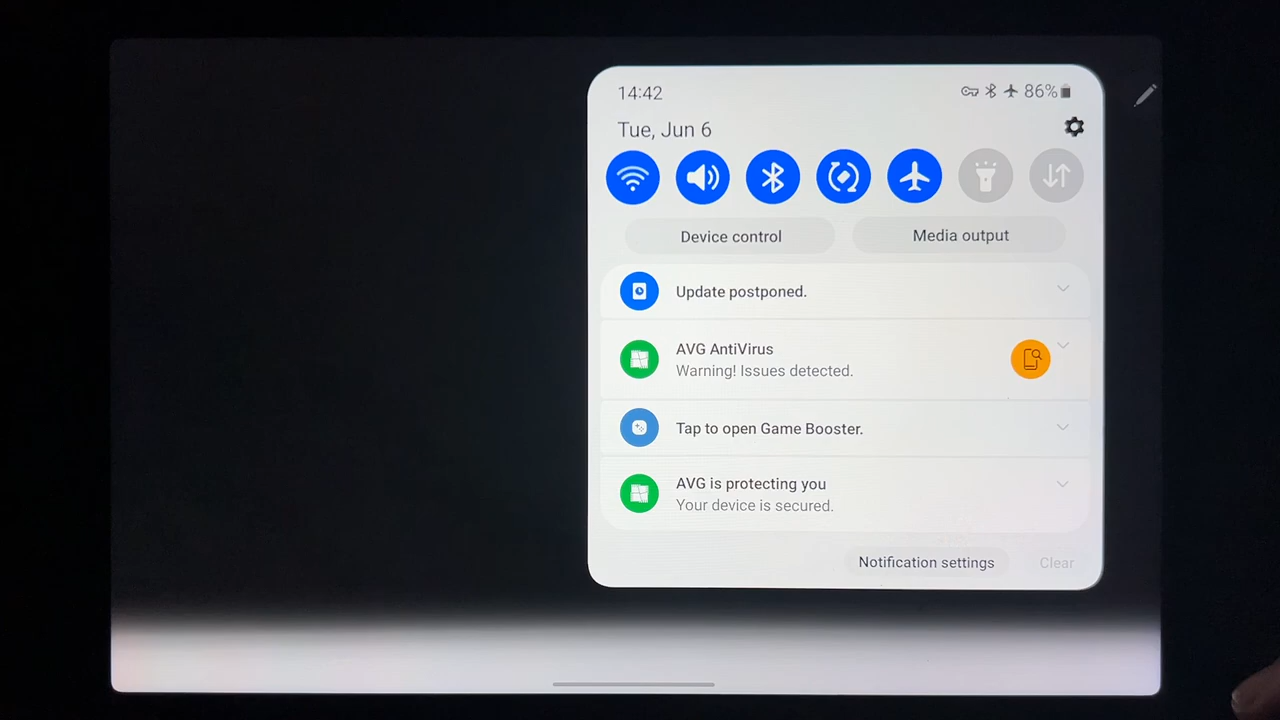 14:42
86%
Tue, Jun 6
Device control
Media output
Update postponed.
AVG AntiVirus
Warning! Issues detected.
Tap to open Game Booster.
AVG is protecting you
Your device is secured.
Notification settings
Clear